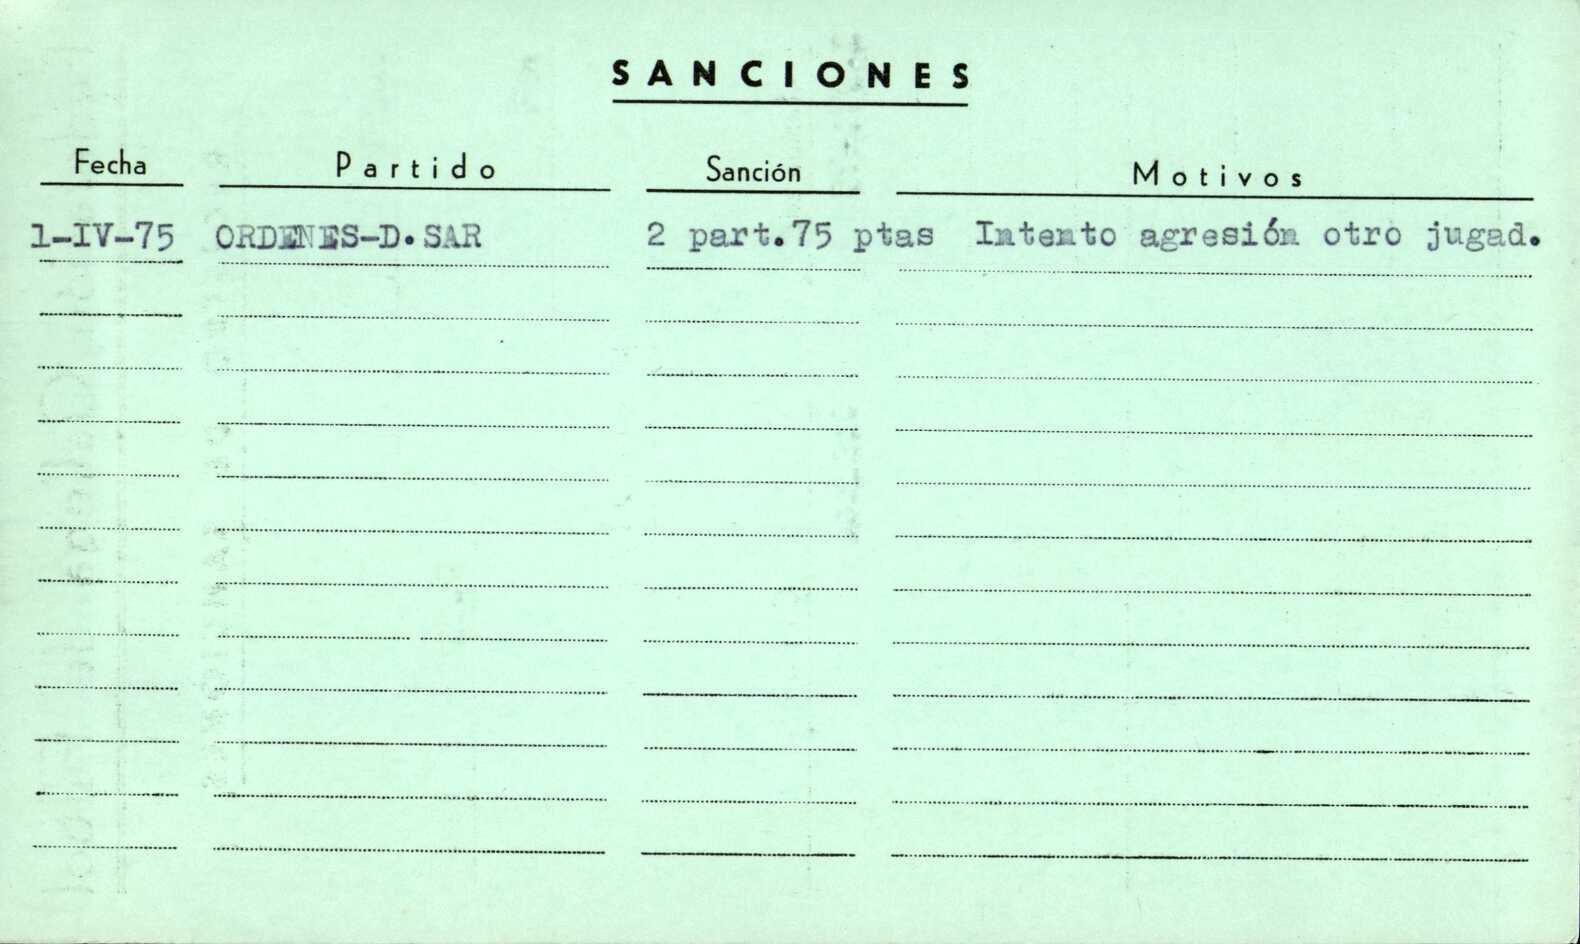 SANCIONES
Fecha Partido Sanción Motivos
1-IV-75 ORDENES-D.SAR 2 part.75 ptas Intento agresión otro jugad.